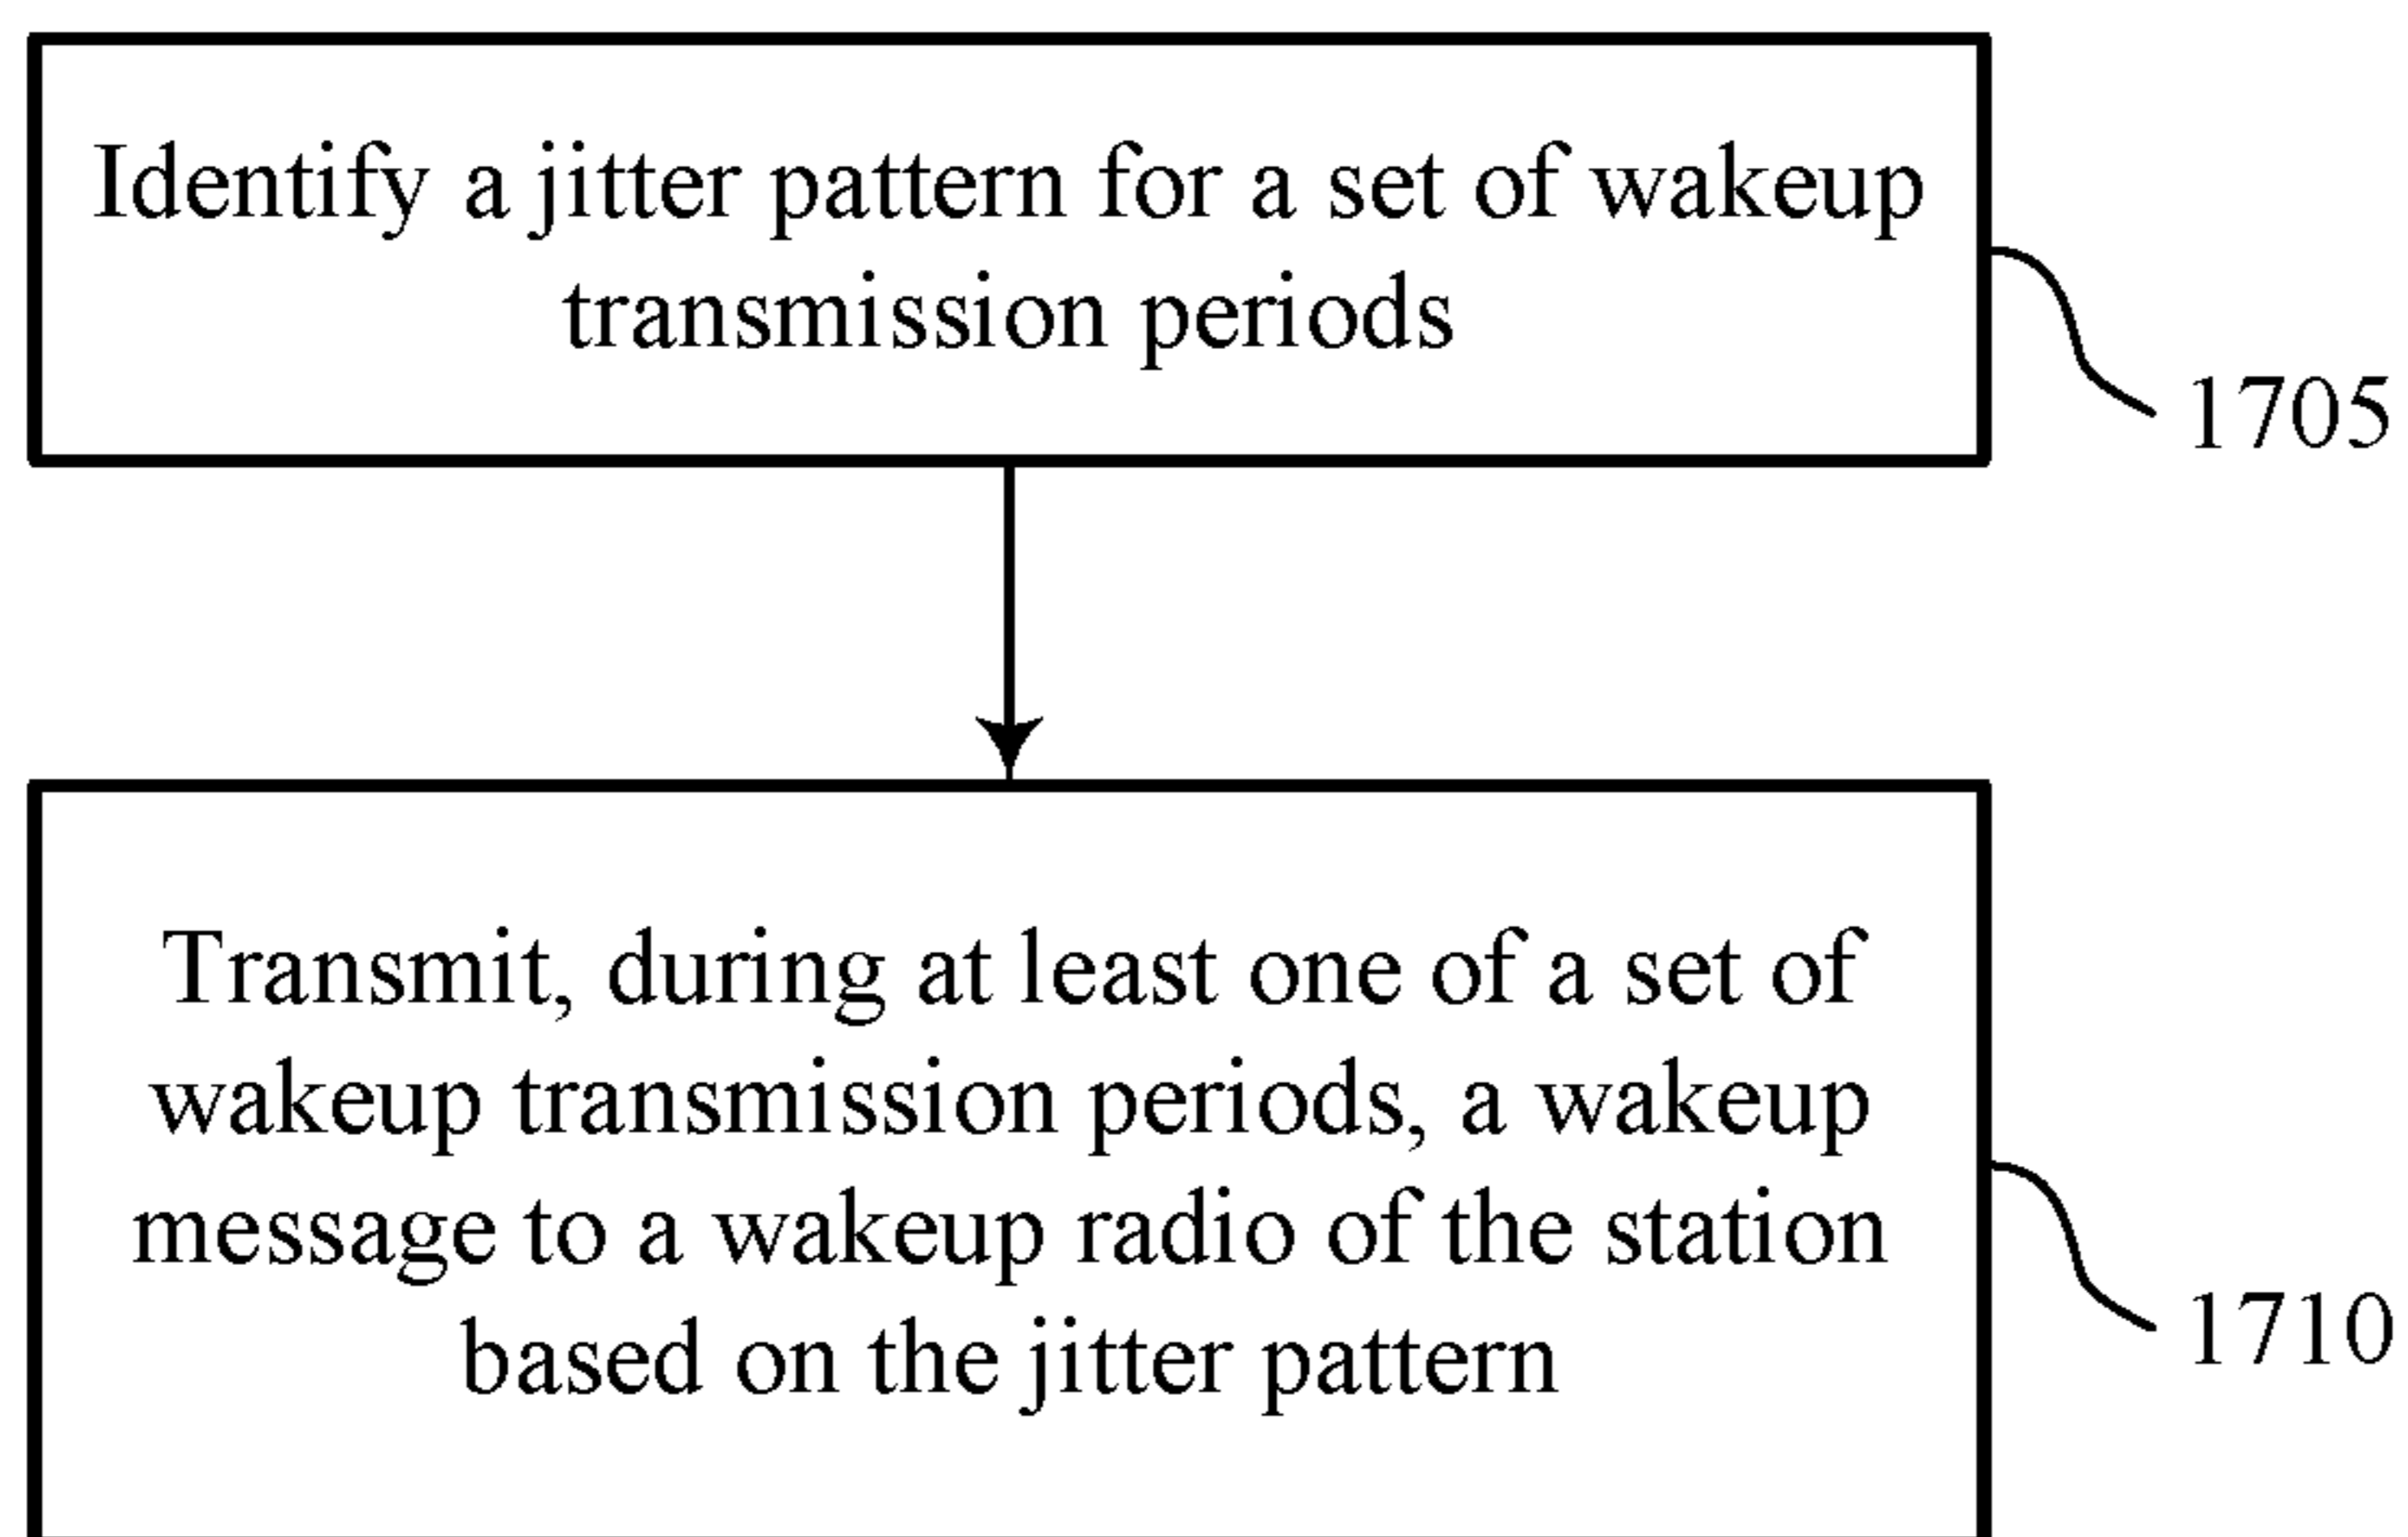 Identify a jitter pattern for a set of wakeup
transmission periods
1705
Transmit, during at least one of a set of
wakeup transmission periods, a wakeup
message to a wakeup radio of the station
based on the jitter pattern
1710